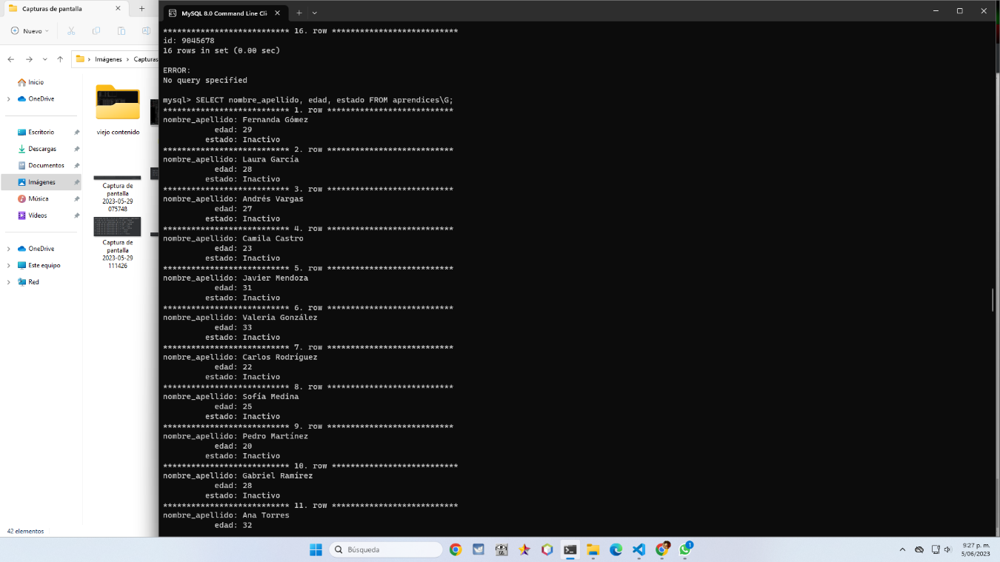 Capturas de pantalla
Nuevo
Imágenes
Capturas
Inicio
OneDrive
Escritorio
Descargas
Documentos
Imágenes
Música
Vídeos
OneDrive
Este equipo
Red
viejo contenido
Captura de
pantalla
2023-05-29
075748
Captura de
pantalla
2023-05-29
111426
42 elementos
MySQL 8.0 Command Line Cli
*************************** 16. row ***************************
id: 9045678
16 rows in set (0.00 sec)
ERROR:
No query specified
mysql> SELECT nombre_apellido, edad, estado FROM aprendices\G;
*************************** 1. row ***************************
nombre_apellido: Fernanda Gómez
edad: 29
estado: Inactivo
*************************** 2. row ***************************
nombre_apellido: Laura García
edad: 28
estado: Inactivo
*************************** 3. row ***************************
nombre_apellido: Andrés Vargas
edad: 27
estado: Inactivo
*************************** 4. row ***************************
nombre_apellido: Camila Castro
edad: 23
estado: Inactivo
*************************** 5. row ***************************
nombre_apellido: Javier Mendoza
edad: 31
estado: Inactivo
*************************** 6. row ***************************
nombre_apellido: Valeria González
edad: 33
estado: Inactivo
*************************** 7. row ***************************
nombre_apellido: Carlos Rodríguez
edad: 22
estado: Inactivo
*************************** 8. row ***************************
nombre_apellido: Sofía Medina
edad: 25
estado: Inactivo
*************************** 9. row ***************************
nombre_apellido: Pedro Martínez
edad: 20
estado: Inactivo
*************************** 10. row ***************************
nombre_apellido: Gabriel Ramírez
edad: 28
estado: Inactivo
*************************** 11. row ***************************
nombre_apellido: Ana Torres
edad: 32
Búsqueda
1
9:27 p. m.
5/06/2023